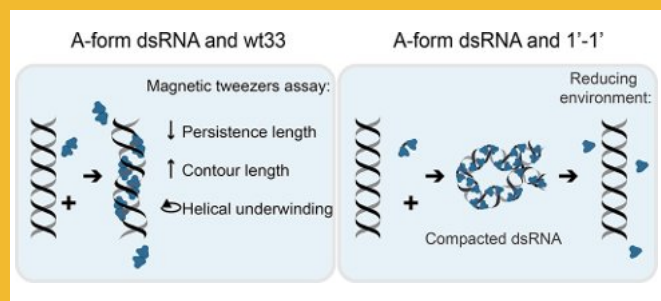 A-form dsRNA and wt33
Magnetic tweezers assay:
+
↓ Persistence length
↑ Contour length
Helical underwinding
A-form dsRNA and 1'-1'
Reducing
environment:
+
Compacted dsRNA